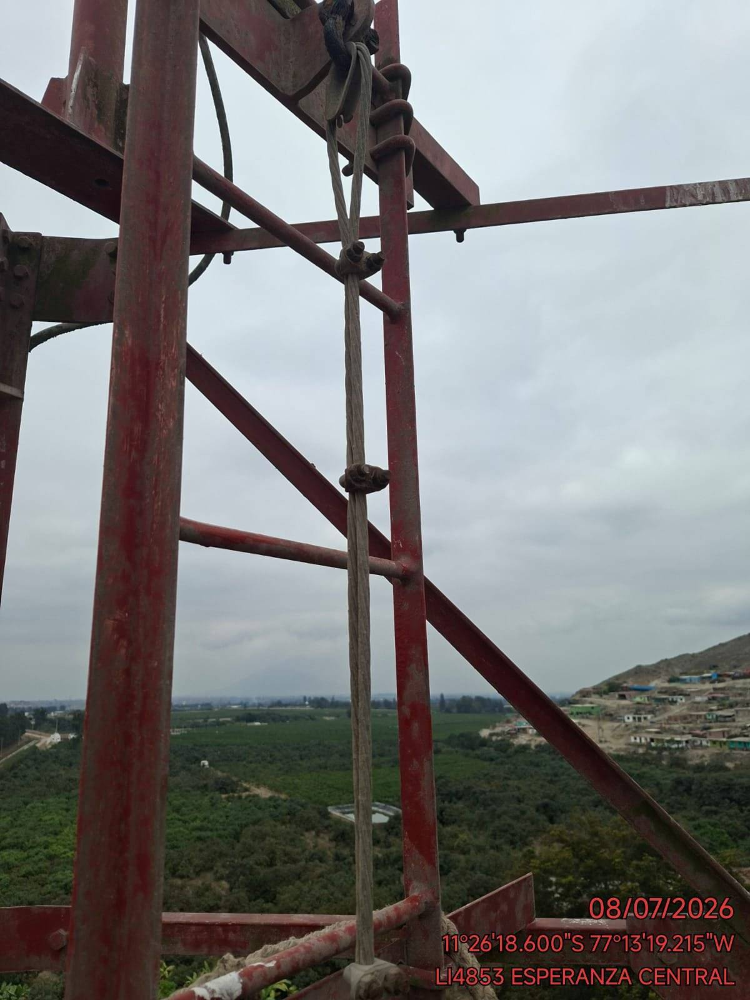 08/07/2026
11°26'18.600"S 77°13'19.215"W
LI4853 ESPERANZA CENTRAL